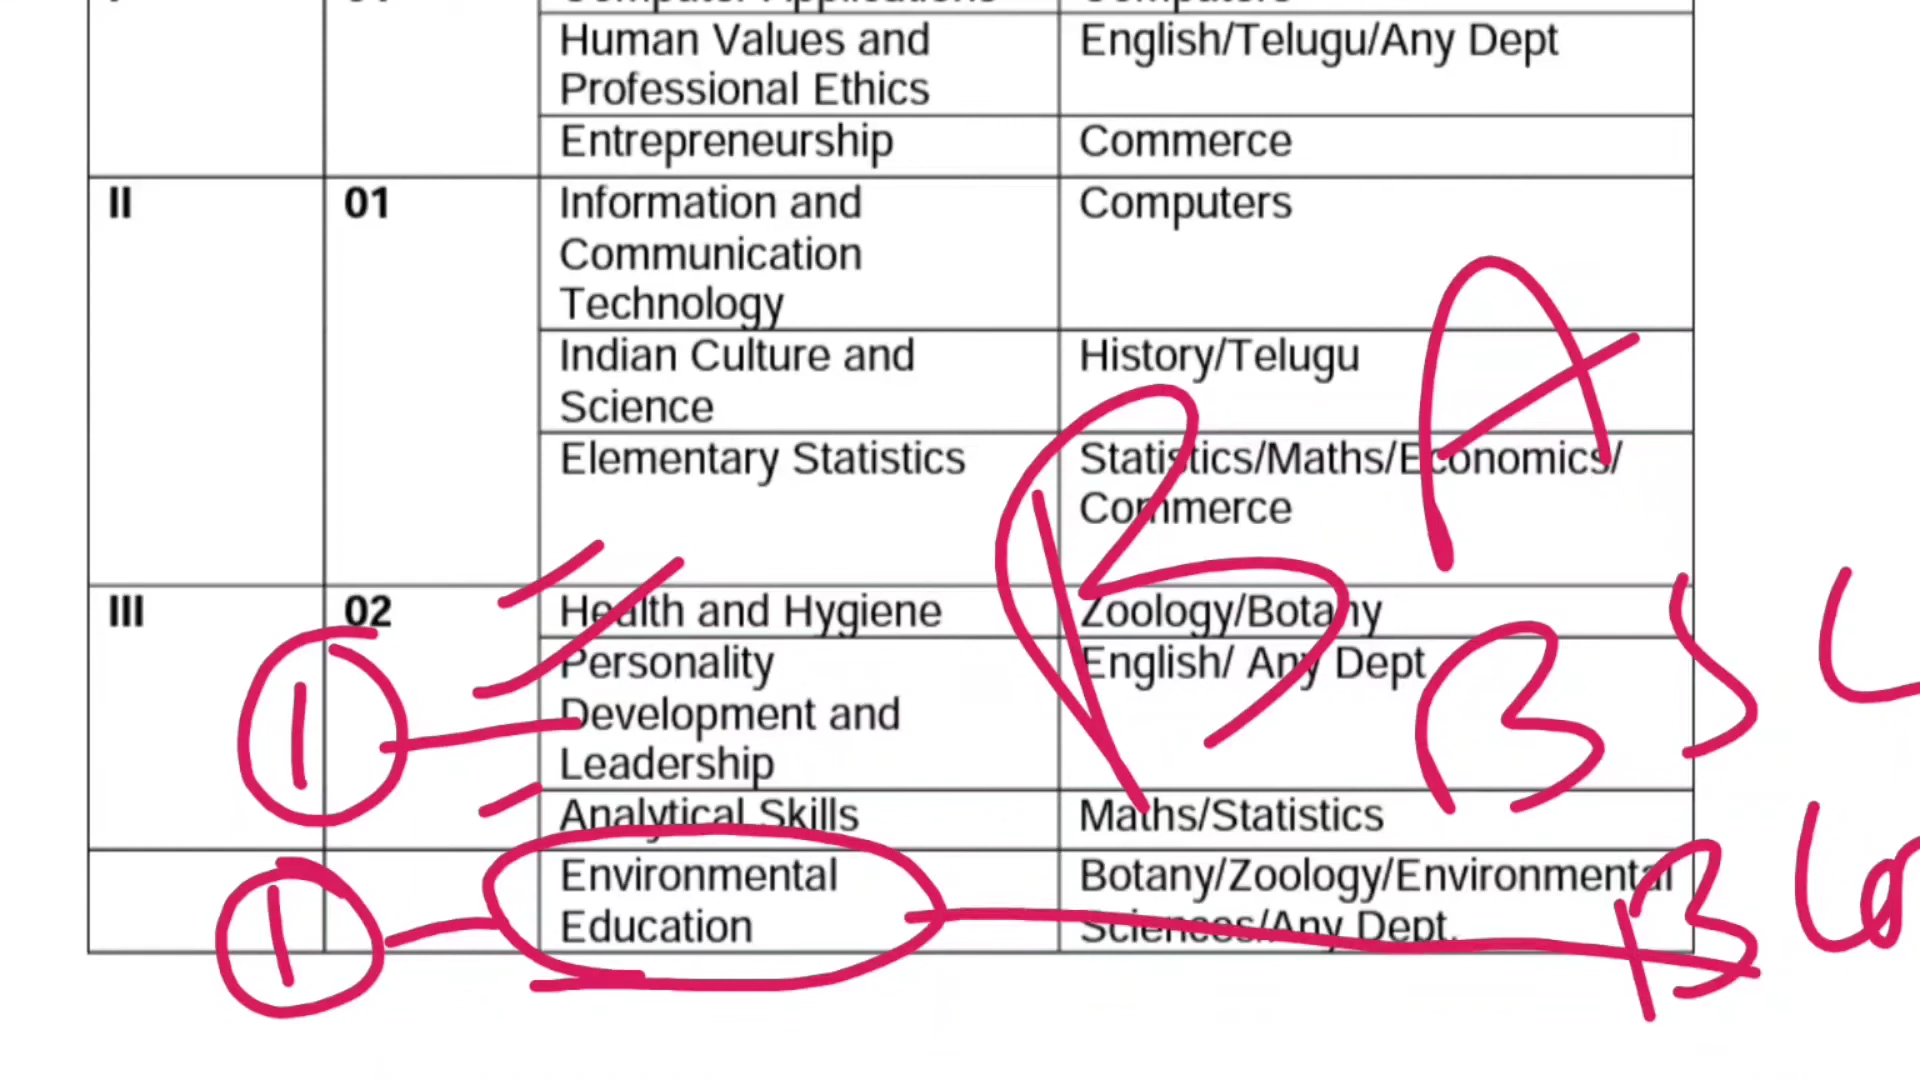 Human Values and English/Telugu/Any Dept
Professional Ethics
Entrepreneurship Commerce
II 01 Information and Computers
Communication
Technology
Indian Culture and History/Telugu
Science
Elementary Statistics Statistics/Maths/Economics/
Commerce
III 02 Health and Hygiene Zoology/Botany
Personality English/ Any Dept
Development and
Leadership
Analytical Skills Maths/Statistics
Environmental Botany/Zoology/Environmental
Education Sciences/Any Dept.
BA
1
BSC
1
BCo